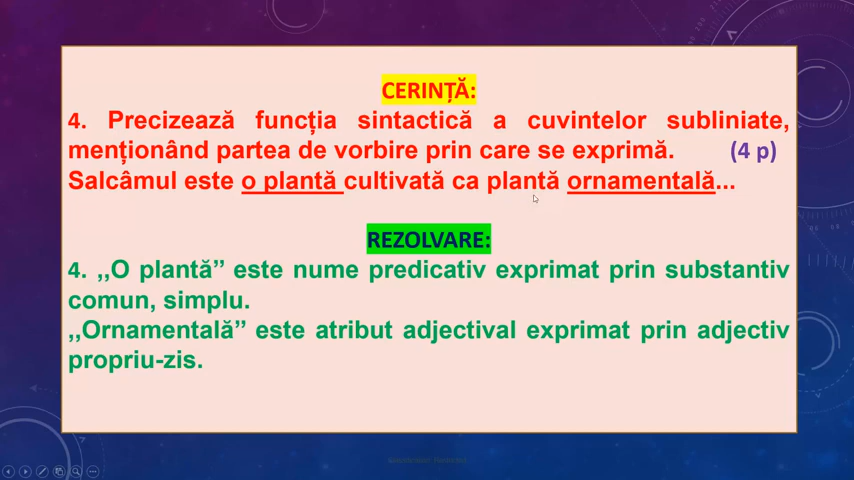 CERINȚĂ:
4. Precizează funcția sintactică a cuvintelor subliniate,
menționând partea de vorbire prin care se exprimă. (4 p)
Salcâmul este o plantă cultivată ca plantă ornamentală...
REZOLVARE:
4. ,,O plantă” este nume predicativ exprimat prin substantiv
comun, simplu.
,,Ornamentală” este atribut adjectival exprimat prin adjectiv
propriu-zis.